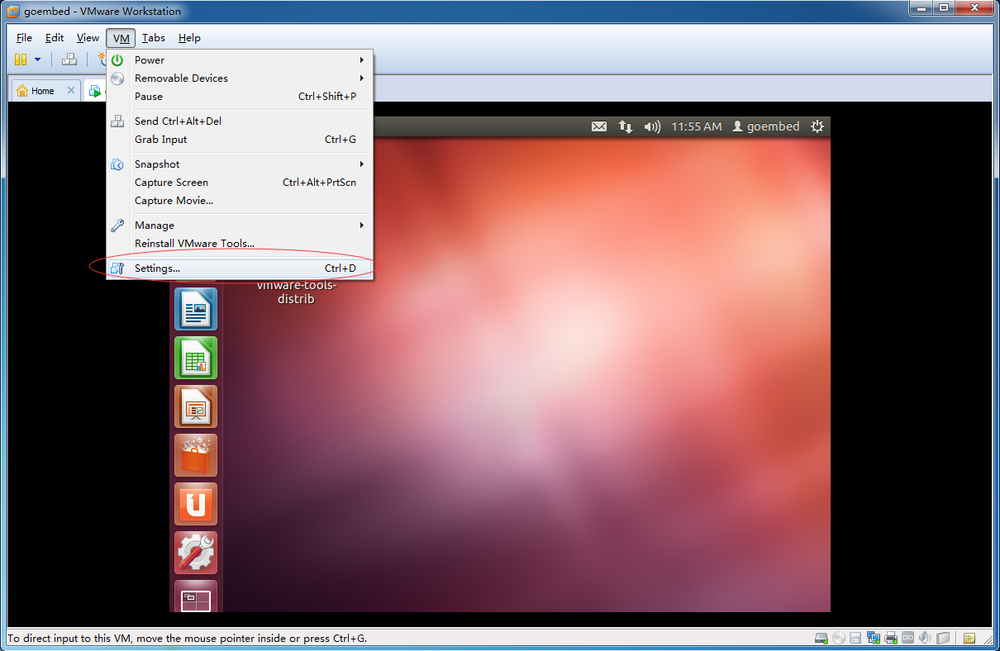 goembed - VMware Workstation
File Edit View VM Tabs Help
Home
Power
Removable Devices
Pause Ctrl+Shift+P
Send Ctrl+Alt+Del
Grab Input Ctrl+G
Snapshot
Capture Screen Ctrl+Alt+PrtScn
Capture Movie...
Manage
Reinstall VMware Tools...
Settings... Ctrl+D
11:55 AM goembed
vmware-tools-
distrib
To direct input to this VM, move the mouse pointer inside or press Ctrl+G.